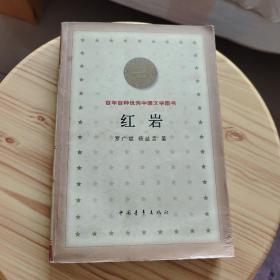 百年百种优秀中国文学图书
红岩
罗广斌 杨益言 著
中国青年出版社